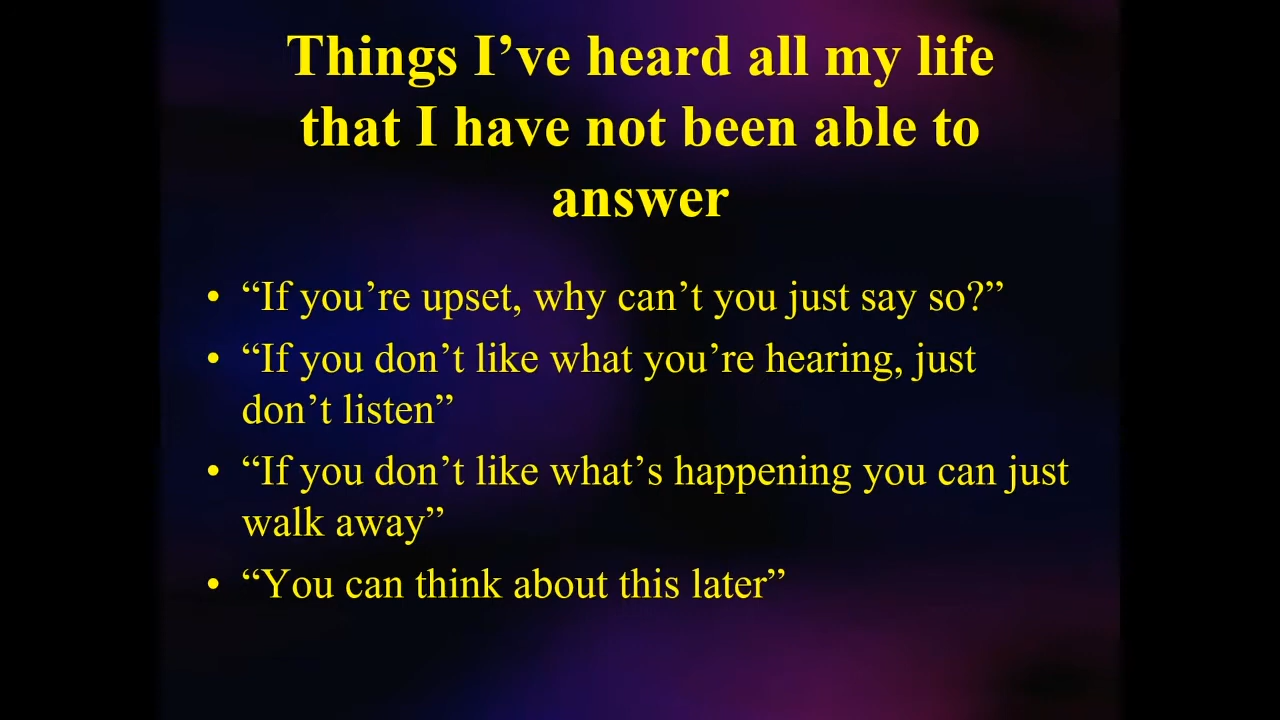 Things I’ve heard all my life
that I have not been able to
answer
• “If you’re upset, why can’t you just say so?”
• “If you don’t like what you’re hearing, just
don’t listen”
• “If you don’t like what’s happening you can just
walk away”
• “You can think about this later”